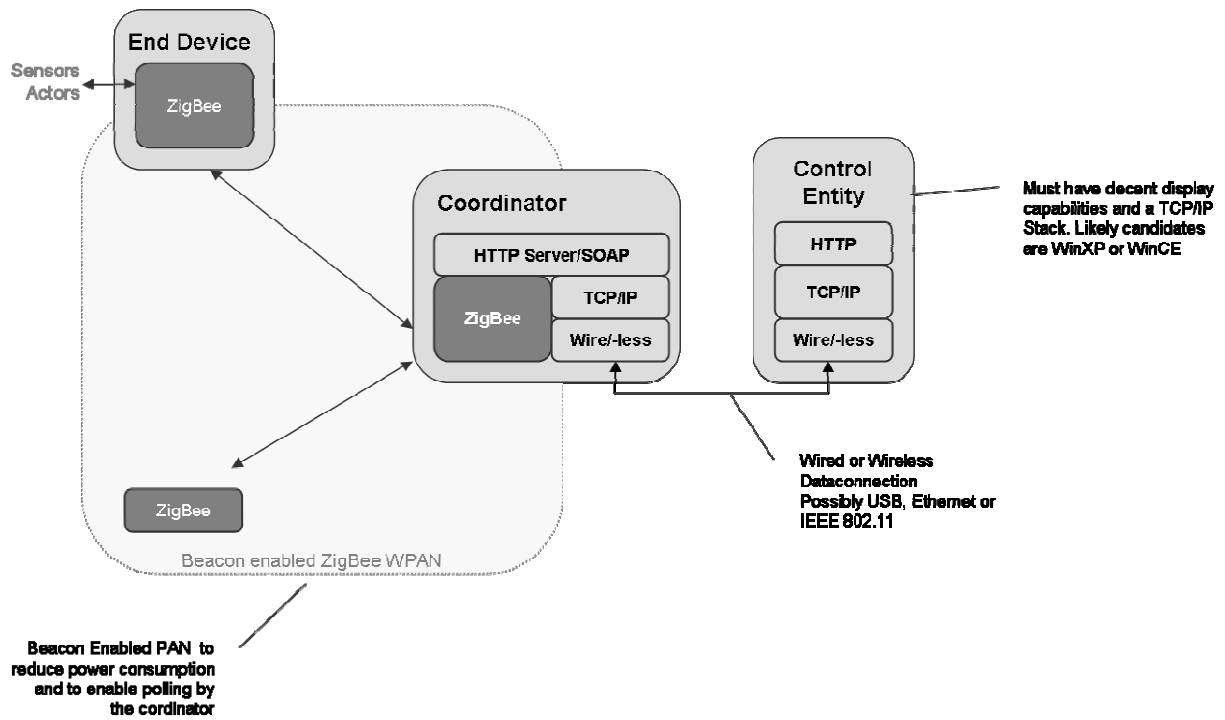 End Device
Sensors
Actors
ZigBee
Coordinator
HTTP Server/SOAP
ZigBee
TCP/IP
Wire/-less
Control
Entity
HTTP
TCP/IP
Wire/-less
Must have decent display
capabilities and a TCP/IP
Stack. Likely candidates
are WinXP or WinCE
Wired or Wireless
Dataconnection
Possibly USB, Ethernet or
IEEE 802.11
ZigBee
Beacon enabled ZigBee WPAN
Beacon Enabled PAN to
reduce power consumption
and to enable polling by
the cordinator